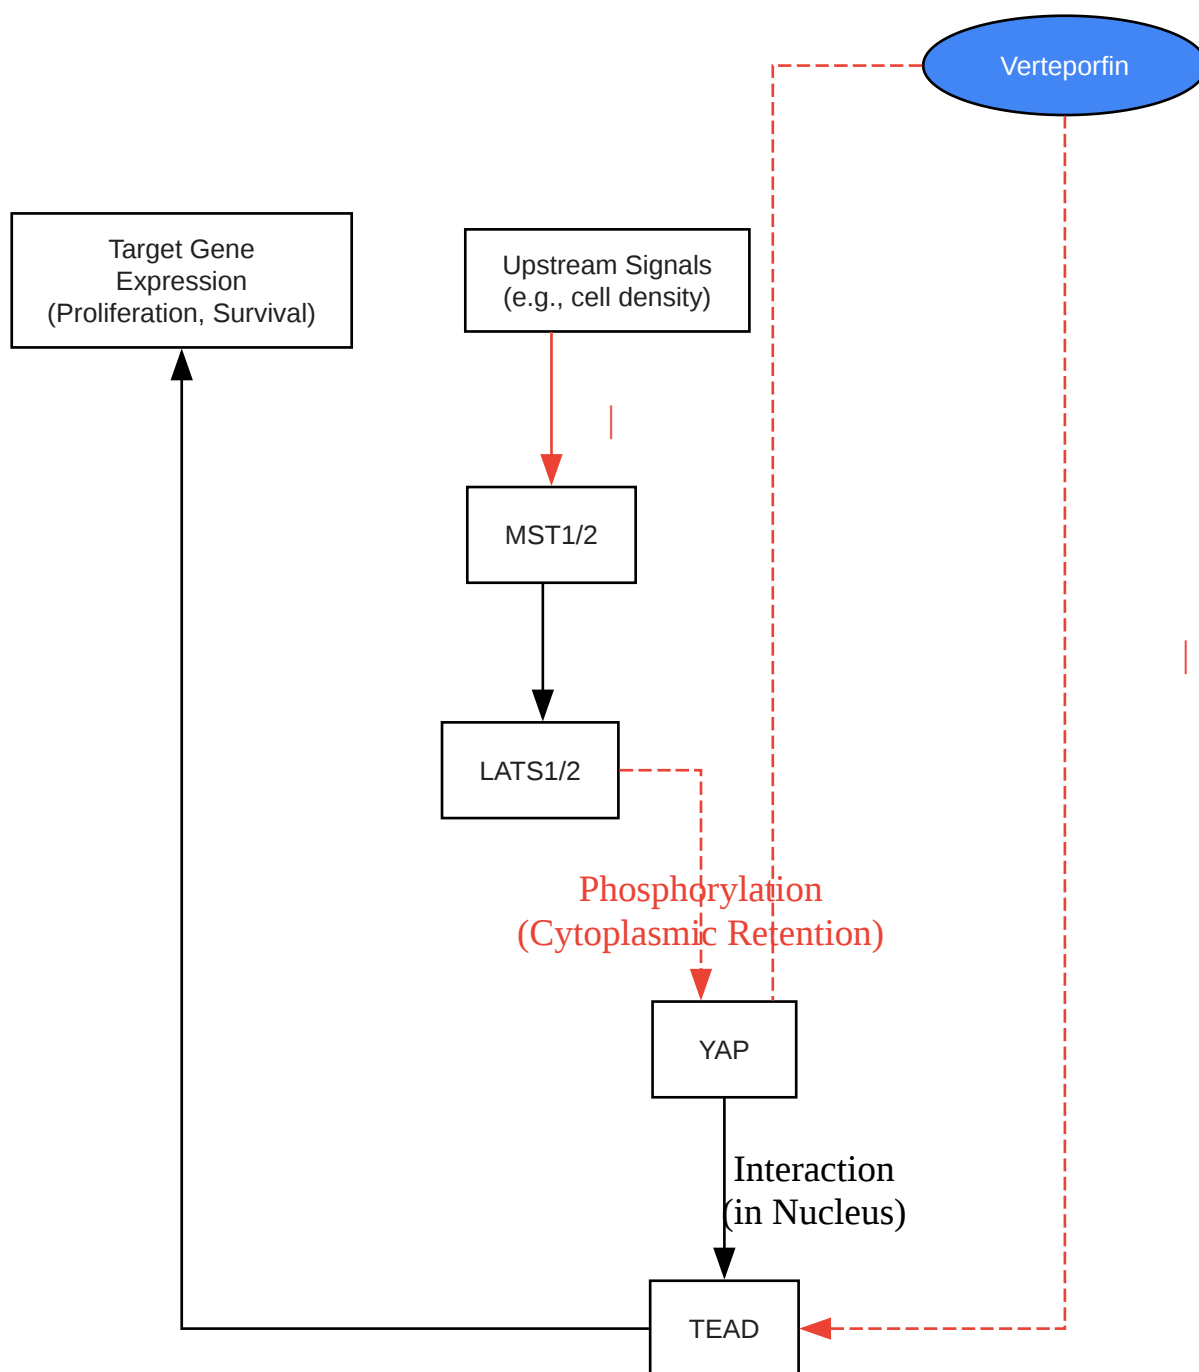 Verteporfin
Target Gene
Expression
(Proliferation, Survival)
Upstream Signals
(e.g., cell density)
MST1/2
LATS1/2
Phosphorylation
(Cytoplasmic Retention)
YAP
Interaction
(in Nucleus)
TEAD